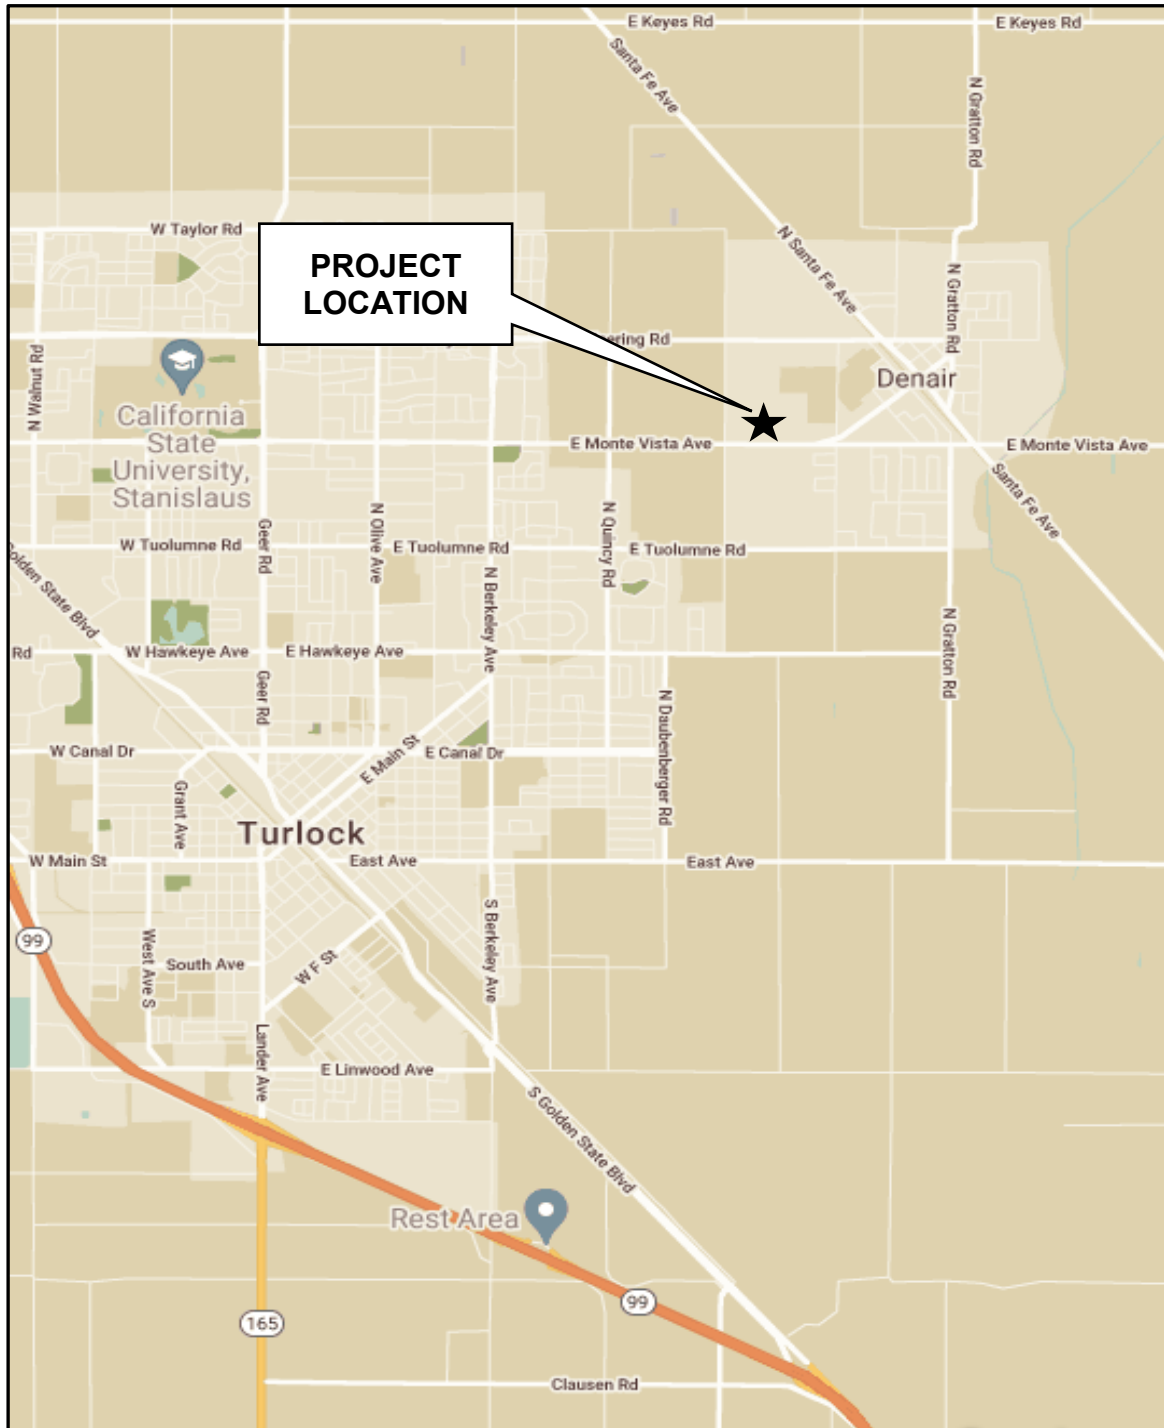 E Keyes Rd
E Keyes Rd
Santa Fe Ave
N Gratton Rd
W Taylor Rd
N Santa Fe Ave
PROJECT
LOCATION
N Gratton Rd
N Walnut Rd
Rd
Denair
California
State
University,
Stanislaus
E Monte Vista Ave
E Monte Vista Ave
Santa Fe Ave
Geer Rd
N Olive Ave
N Quincy Rd
W Tuolumne Rd
E Tuolumne Rd
E Tuolumne Rd
Golden State Blvd
N Berkeley Ave
N Gratton Rd
Rd
W Hawkeye Ave
E Hawkeye Ave
Geer Rd
N Daubenberger Rd
W Canal Dr
E Main St
E Canal Dr
Grant Ave
Turlock
W Main St
East Ave
East Ave
99
West Ave S
South Ave
W F St
S Berkeley Ave
Lander Ave
E Linwood Ave
S Golden State Blvd
Rest Area
99
165
Clausen Rd